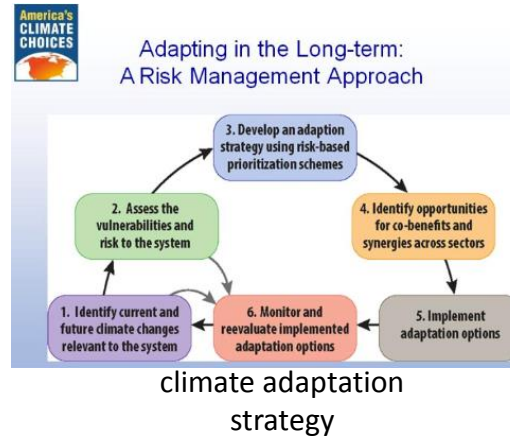 America's
CLIMATE
CHOICES
Adapting in the Long-term:
A Risk Management Approach
3. Develop an adaption
strategy using risk-based
prioritization schemes
2. Assess the
vulnerabilities and
risk to the system
4. Identify opportunities
for co-benefits and
synergies across sectors
1. Identify current and
future climate changes
relevant to the system
6. Monitor and
reevaluate implemented
adaptation options
5. Implement
adaptation options
climate adaptation
strategy